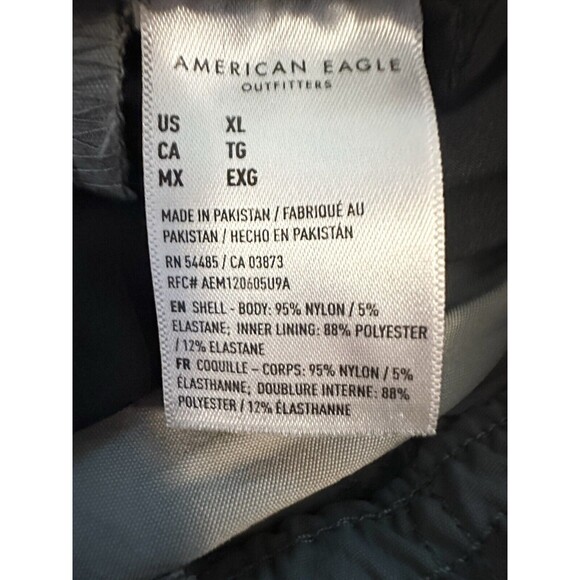 AMERICAN EAGLE
OUTFITTERS
US XL
CA TG
MX EXG
MADE IN PAKISTAN / FABRIQUÉ AU
PAKISTAN / HECHO EN PAKISTÁN
RN 54485 / CA 03873
RFC# AEM120605U9A
EN SHELL - BODY: 95% NYLON / 5%
ELASTANE; INNER LINING: 88% POLYESTER
/ 12% ELASTANE
FR COQUILLE - CORPS: 95% NYLON / 5%
ÉLASTHANNE; DOUBLURE INTERNE: 88%
POLYESTER / 12% ÉLASTHANNE